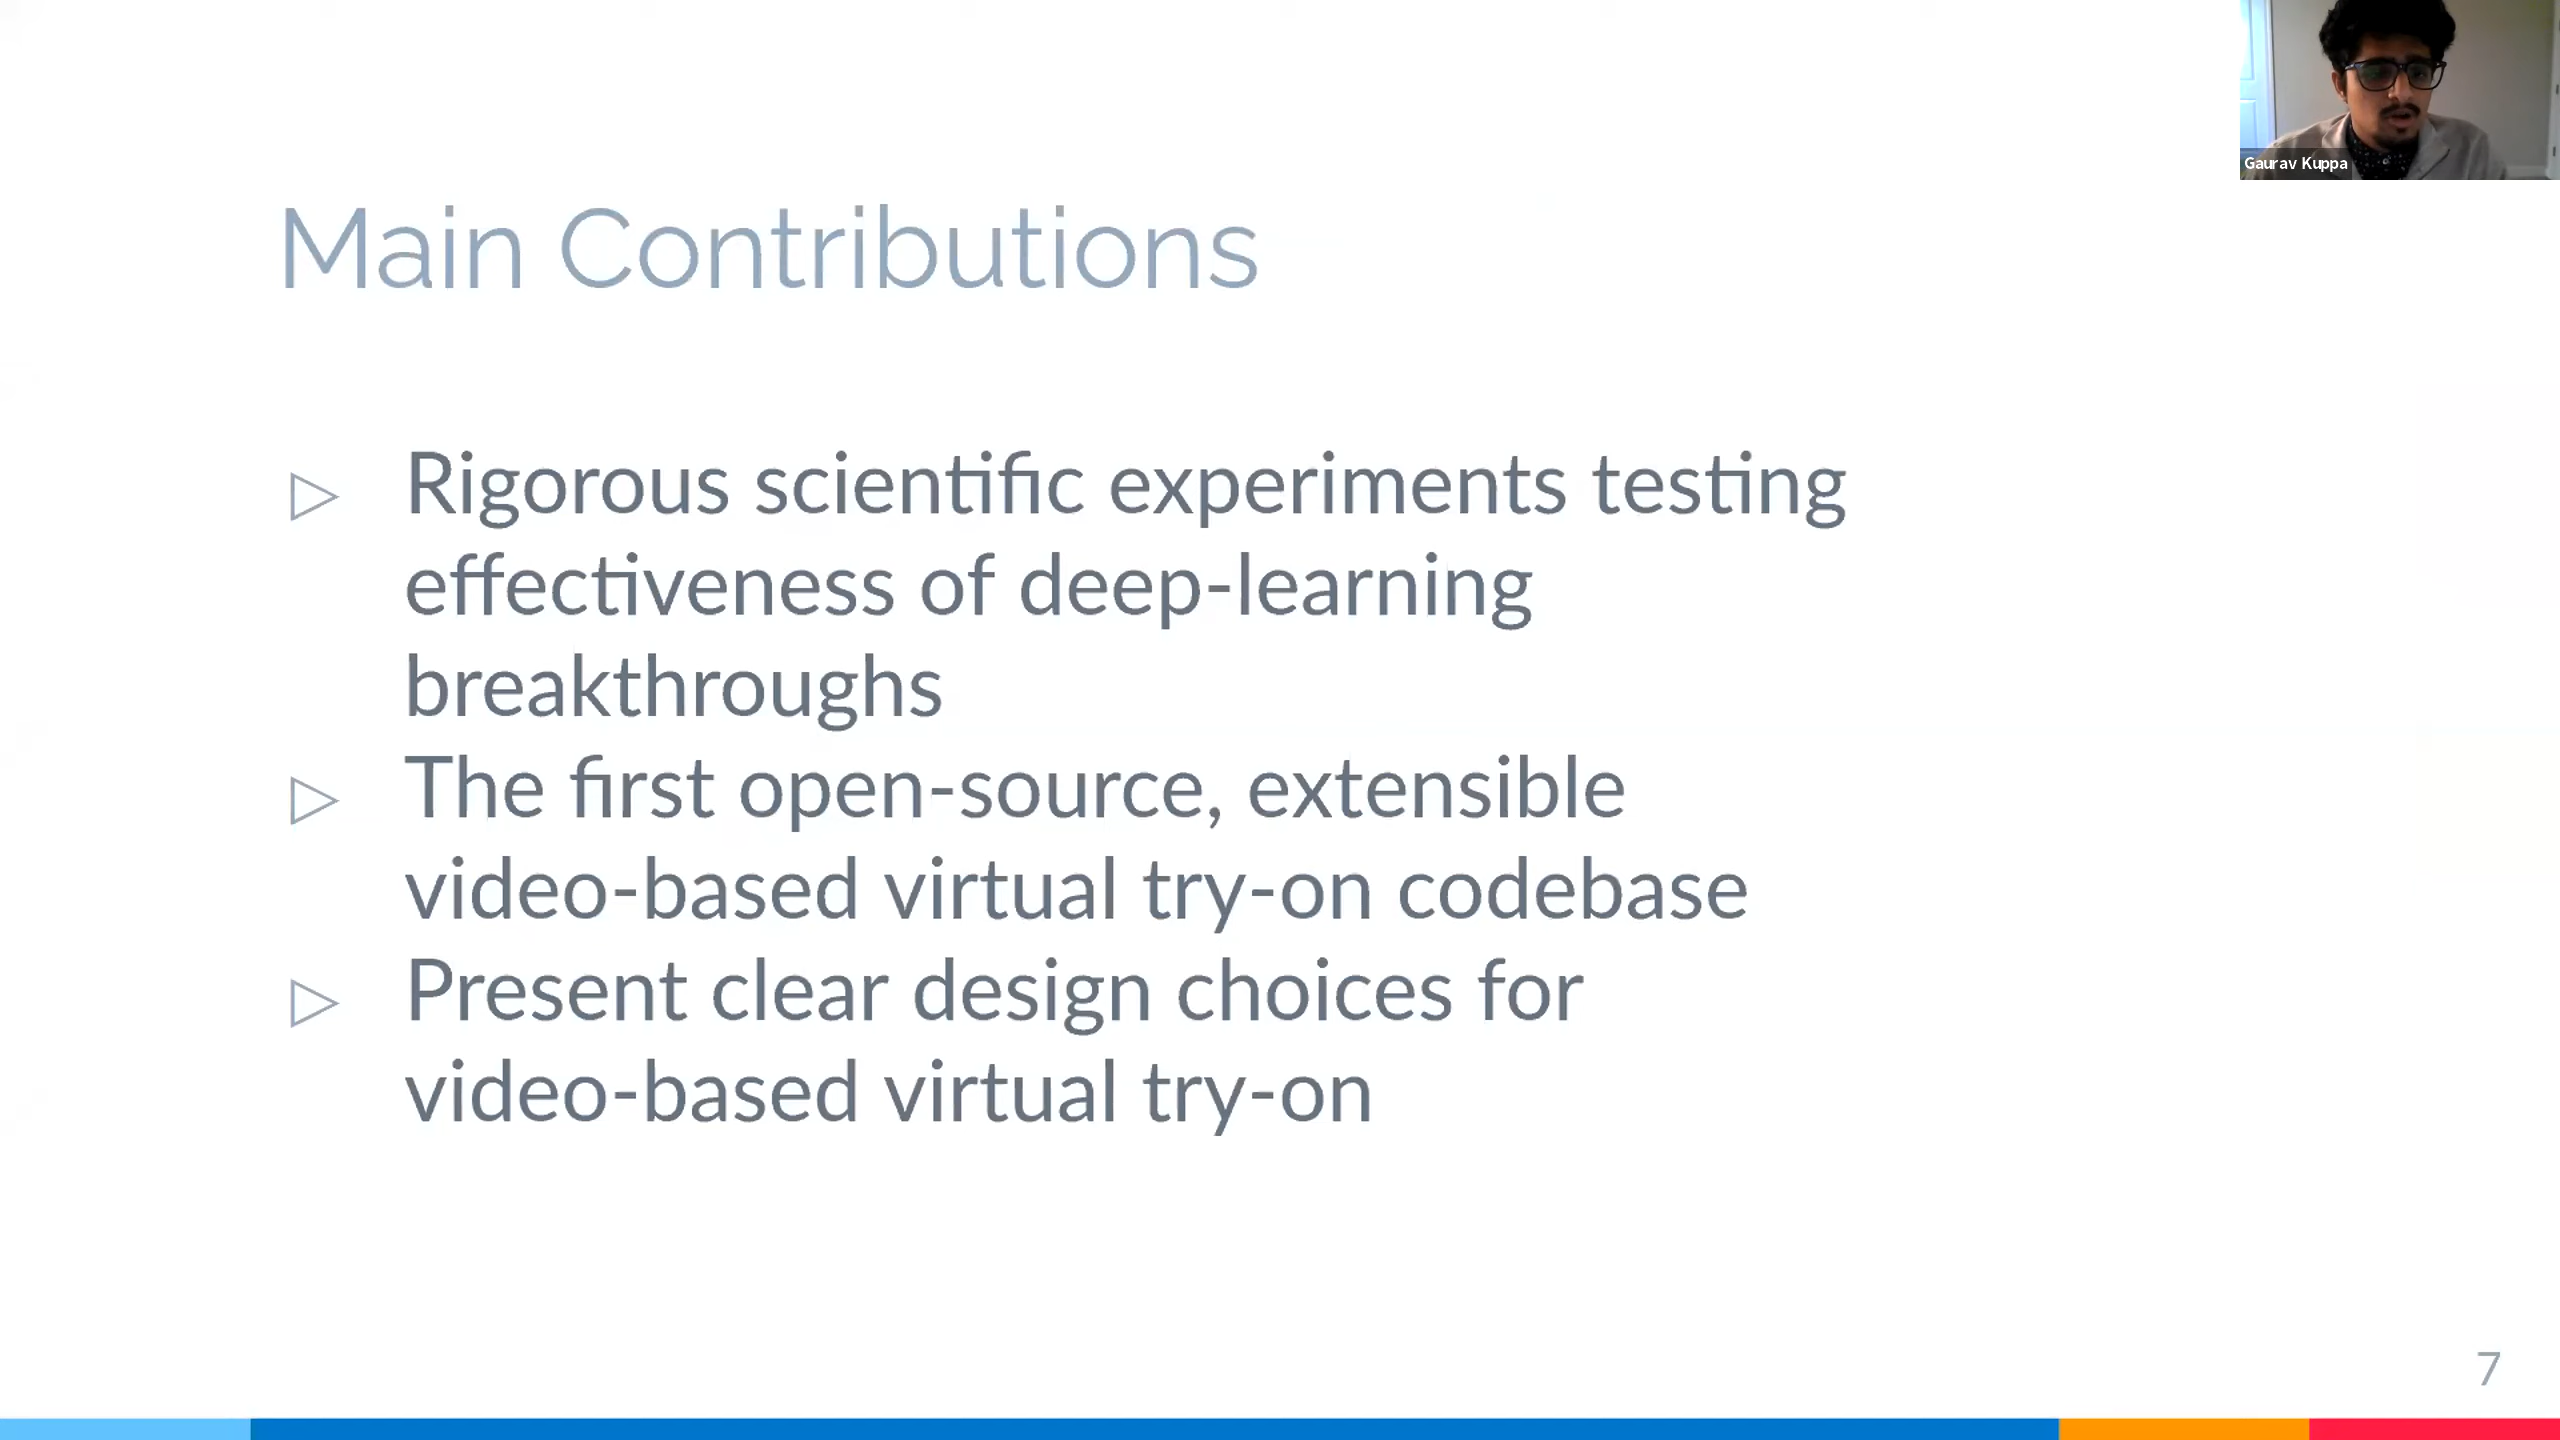 Gaurav Kuppa
Main Contributions
▷ Rigorous scientific experiments testing
effectiveness of deep-learning
breakthroughs
▷ The first open-source, extensible
video-based virtual try-on codebase
▷ Present clear design choices for
video-based virtual try-on
7